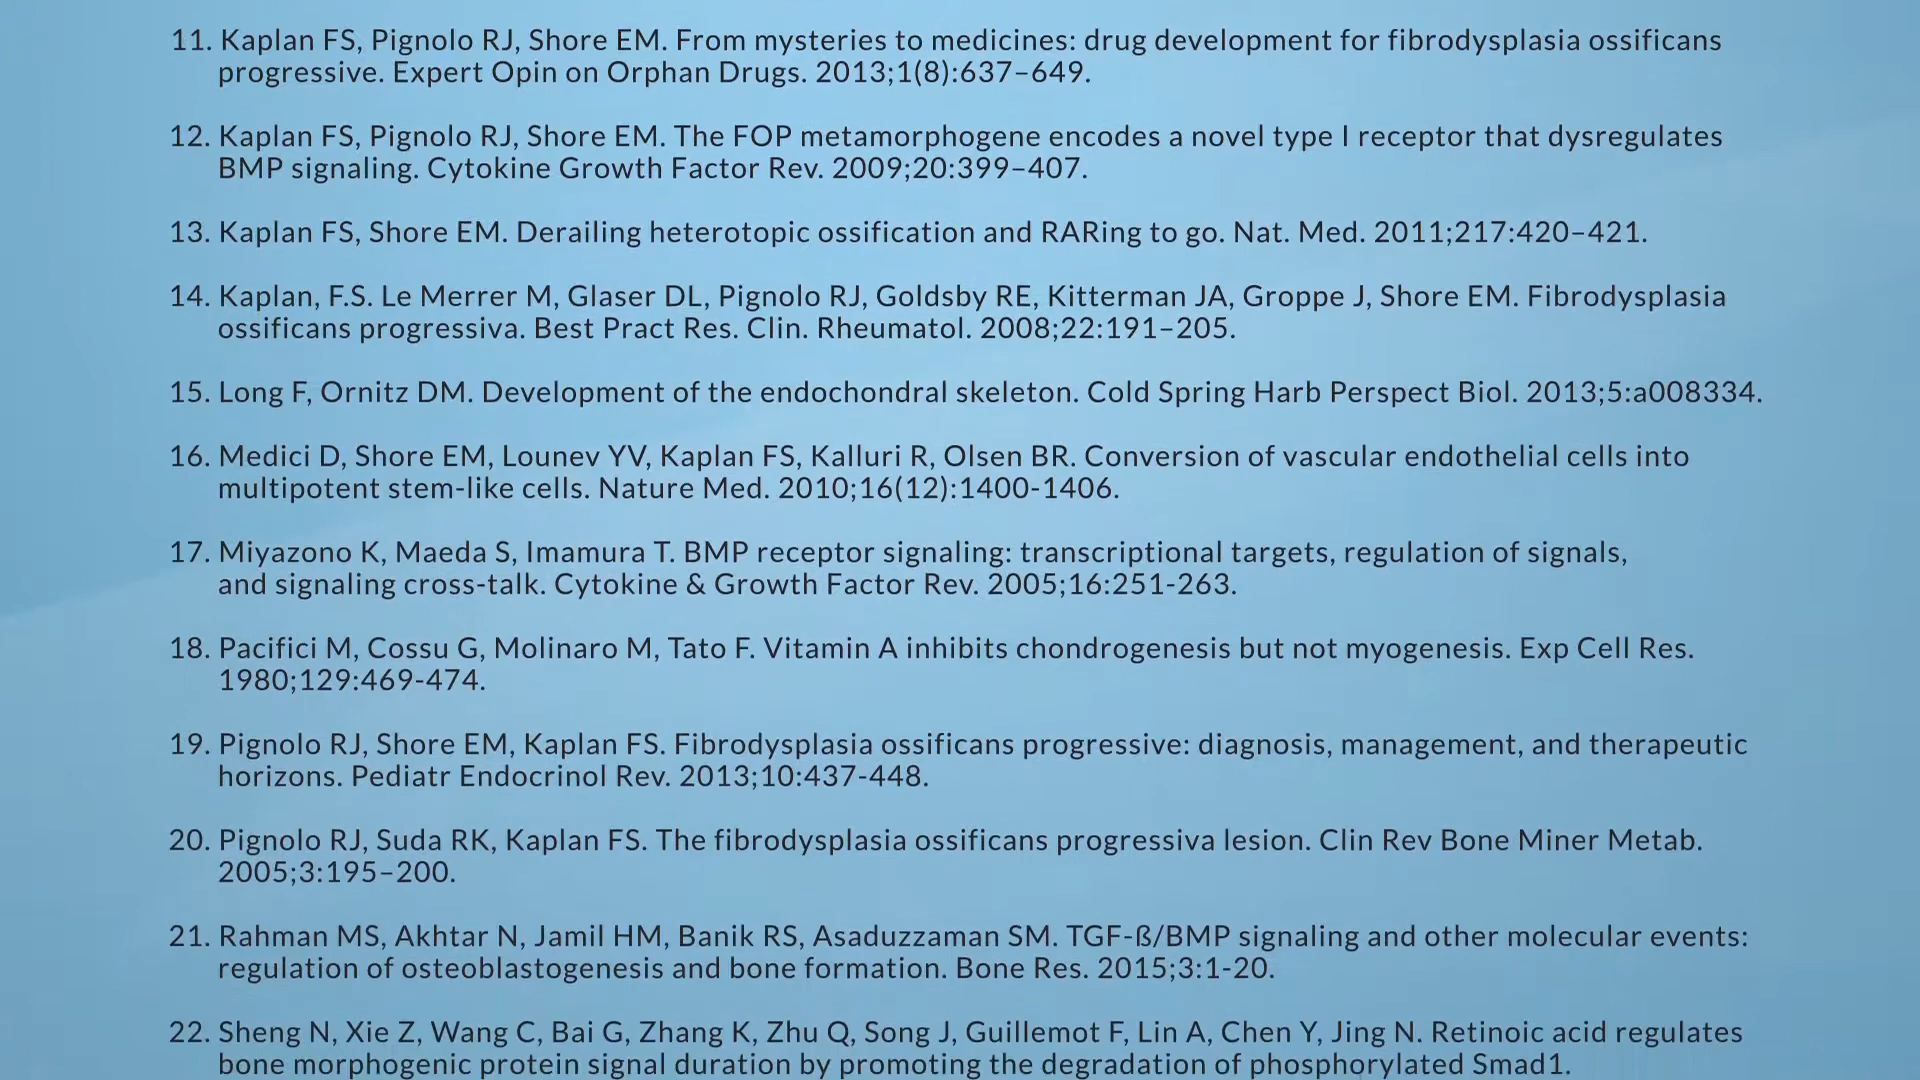 11. Kaplan FS, Pignolo RJ, Shore EM. From mysteries to medicines: drug development for fibrodysplasia ossificans
progressive. Expert Opin on Orphan Drugs. 2013;1(8):637–649.
12. Kaplan FS, Pignolo RJ, Shore EM. The FOP metamorphogene encodes a novel type I receptor that dysregulates
BMP signaling. Cytokine Growth Factor Rev. 2009;20:399–407.
13. Kaplan FS, Shore EM. Derailing heterotopic ossification and RARing to go. Nat. Med. 2011;217:420–421.
14. Kaplan, F.S. Le Merrer M, Glaser DL, Pignolo RJ, Goldsby RE, Kitterman JA, Groppe J, Shore EM. Fibrodysplasia
ossificans progressiva. Best Pract Res. Clin. Rheumatol. 2008;22:191–205.
15. Long F, Ornitz DM. Development of the endochondral skeleton. Cold Spring Harb Perspect Biol. 2013;5:a008334.
16. Medici D, Shore EM, Lounev YV, Kaplan FS, Kalluri R, Olsen BR. Conversion of vascular endothelial cells into
multipotent stem-like cells. Nature Med. 2010;16(12):1400-1406.
17. Miyazono K, Maeda S, Imamura T. BMP receptor signaling: transcriptional targets, regulation of signals,
and signaling cross-talk. Cytokine & Growth Factor Rev. 2005;16:251-263.
18. Pacifici M, Cossu G, Molinaro M, Tato F. Vitamin A inhibits chondrogenesis but not myogenesis. Exp Cell Res.
1980;129:469-474.
19. Pignolo RJ, Shore EM, Kaplan FS. Fibrodysplasia ossificans progressive: diagnosis, management, and therapeutic
horizons. Pediatr Endocrinol Rev. 2013;10:437-448.
20. Pignolo RJ, Suda RK, Kaplan FS. The fibrodysplasia ossificans progressiva lesion. Clin Rev Bone Miner Metab.
2005;3:195–200.
21. Rahman MS, Akhtar N, Jamil HM, Banik RS, Asaduzzaman SM. TGF-ß/BMP signaling and other molecular events:
regulation of osteoblastogenesis and bone formation. Bone Res. 2015;3:1-20.
22. Sheng N, Xie Z, Wang C, Bai G, Zhang K, Zhu Q, Song J, Guillemot F, Lin A, Chen Y, Jing N. Retinoic acid regulates
bone morphogenic protein signal duration by promoting the degradation of phosphorylated Smad1.